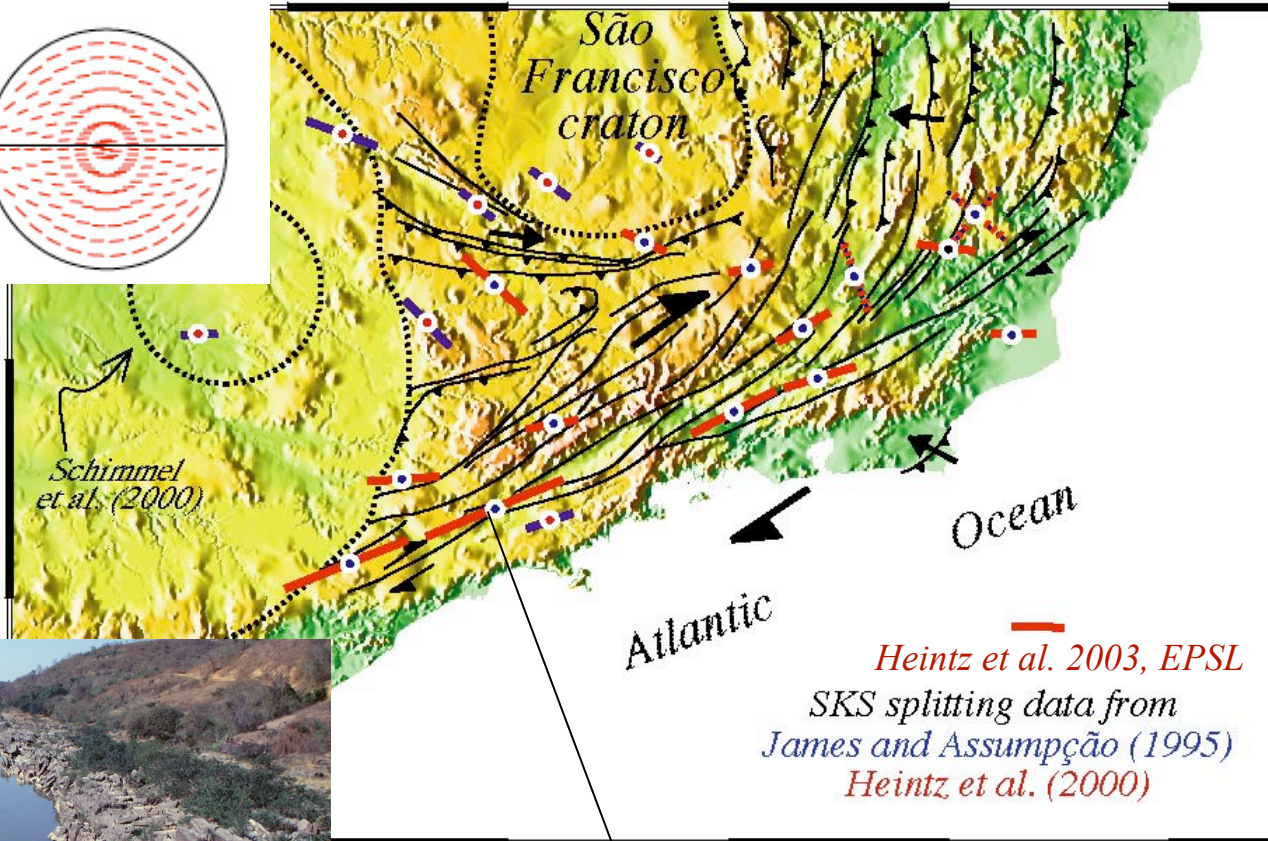 São
Francisco
craton
Schimmel
et al. (2000)
Ocean
Atlantic
Heintz et al. 2003, EPSL
SKS splitting data from
James and Assumpção (1995)
Heintz et al. (2000)